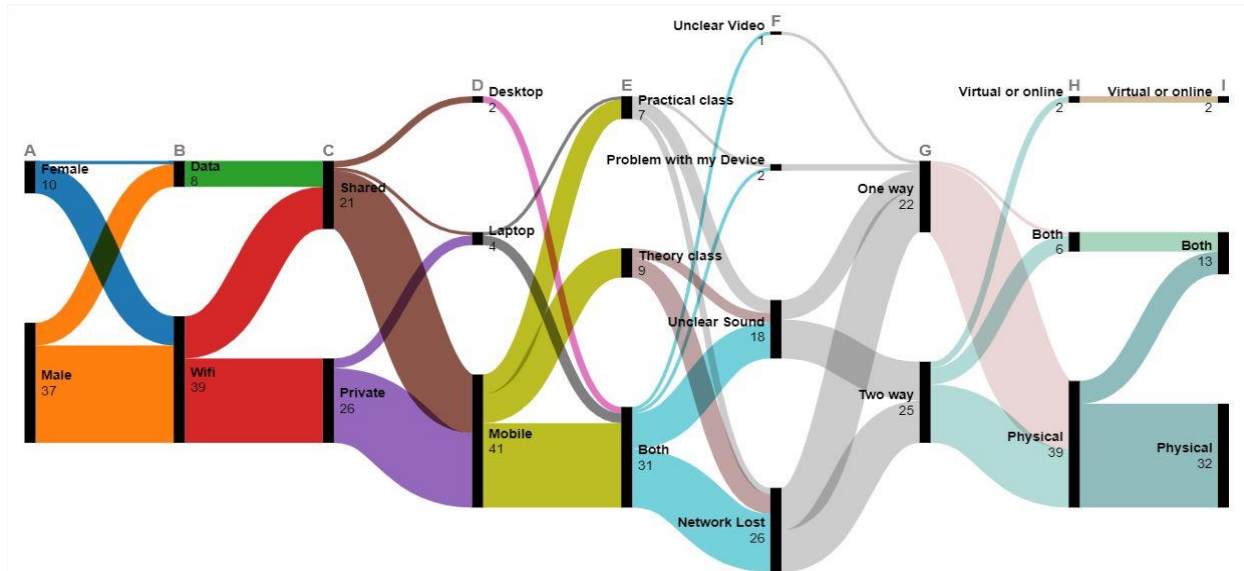 A
Female
10
Male
37
B
Data
8
Wifi
39
C
Shared
21
Private
26
D
Desktop
2
Laptop
4
Mobile
41
E
Practical class
7
Theory class
9
Both
31
F
Unclear Video
1
Problem with my Device
2
Unclear Sound
18
Network Lost
26
G
One way
22
Two way
25
H
Virtual or online
2
Both
6
Physical
39
I
Virtual or online
2
Both
13
Physical
32